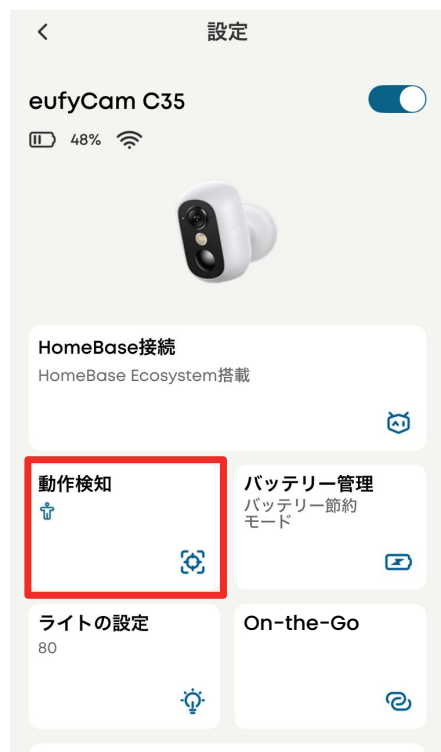 設定
eufyCam C35
48%
HomeBase接続
HomeBase Ecosystem搭載
動作検知
バッテリー管理
バッテリー節約
モード
ライトの設定
80
On-the-Go